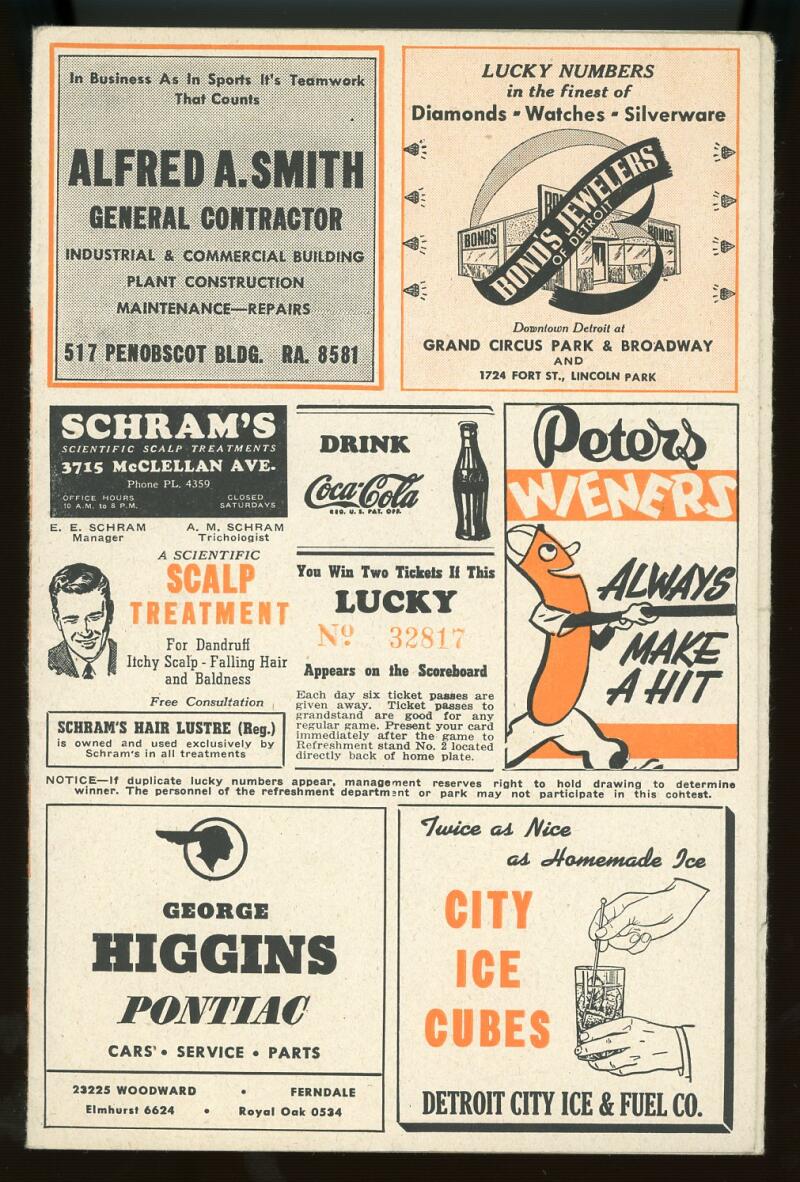 In Business As In Sports It's Teamwork
That Counts
ALFRED A. SMITH
GENERAL CONTRACTOR
INDUSTRIAL & COMMERCIAL BUILDING
PLANT CONSTRUCTION
MAINTENANCE—REPAIRS
517 PENOBSCOT BLDG. RA. 8581
LUCKY NUMBERS
in the finest of
Diamonds - Watches - Silverware
BONDS
BOND'S JEWELERS
OF DETROIT
BONDS
Downtown Detroit at
GRAND CIRCUS PARK & BROADWAY
AND
1724 FORT ST., LINCOLN PARK
SCHRAM'S
SCIENTIFIC SCALP TREATMENTS
3715 McCLELLAN AVE.
Phone PL. 4359
OFFICE HOURS CLOSED
10 A.M. to 8 P.M. SATURDAYS
E. E. SCHRAM A. M. SCHRAM
Manager Trichologist
A SCIENTIFIC
SCALP
TREATMENT
For Dandruff
Itchy Scalp - Falling Hair
and Baldness
Free Consultation
SCHRAM'S HAIR LUSTRE (Reg.)
is owned and used exclusively by
Schram's in all treatments
DRINK
Coca-Cola
REG. U. S. PAT. OFF.
You Win Two Tickets If This
LUCKY
No 32817
Appears on the Scoreboard
Each day six ticket passes are
given away. Ticket passes to
grandstand are good for any
regular game. Present your card
immediately after the game to
Refreshment stand No. 2 located
directly back of home plate.
Peters
WIENERS
ALWAYS
MAKE
A HIT
NOTICE—If duplicate lucky numbers appear, management reserves right to hold drawing to determine
winner. The personnel of the refreshment department or park may not participate in this contest.
GEORGE
HIGGINS
PONTIAC
CARS • SERVICE • PARTS
23225 WOODWARD • FERNDALE
Elmhurst 6624 • Royal Oak 0534
Twice as Nice
as Homemade Ice
CITY
ICE
CUBES
DETROIT CITY ICE & FUEL CO.